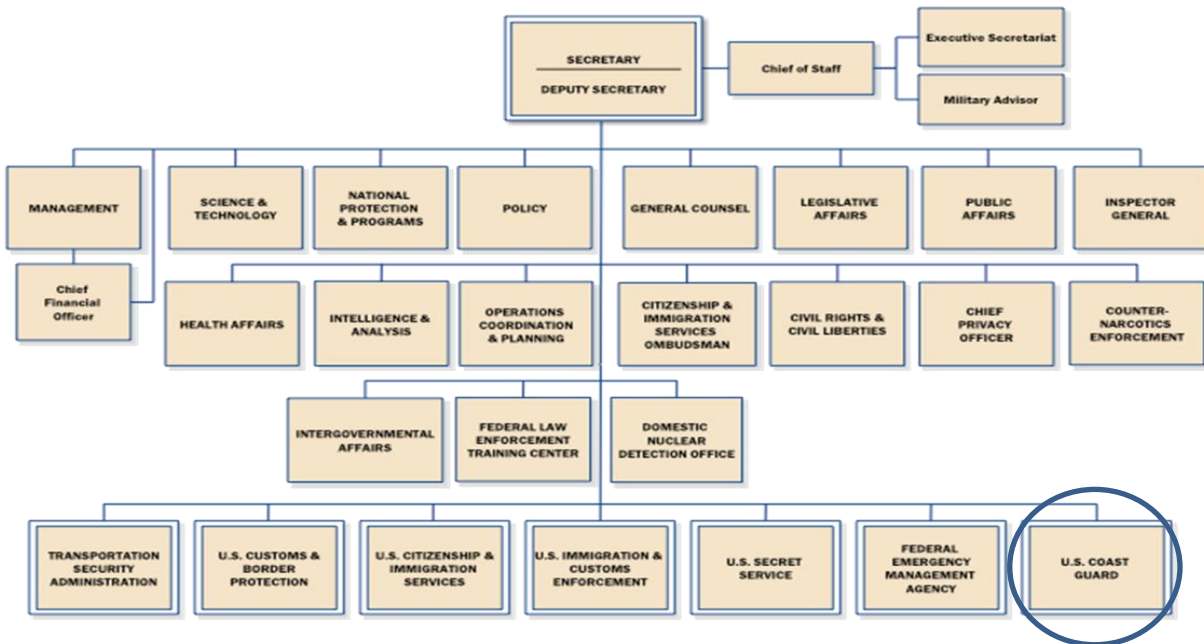 SECRETARY
DEPUTY SECRETARY
Chief of Staff
Executive Secretariat
Military Advisor
MANAGEMENT
SCIENCE &
TECHNOLOGY
NATIONAL
PROTECTION
& PROGRAMS
POLICY
GENERAL COUNSEL
LEGISLATIVE
AFFAIRS
PUBLIC
AFFAIRS
INSPECTOR
GENERAL
Chief
Financial
Officer
HEALTH AFFAIRS
INTELLIGENCE &
ANALYSIS
OPERATIONS
COORDINATION
& PLANNING
CITIZENSHIP &
IMMIGRATION
SERVICES
OMBUDSMAN
CIVIL RIGHTS &
CIVIL LIBERTIES
CHIEF
PRIVACY
OFFICER
COUNTER-
NARCOTICS
ENFORCEMENT
INTERGOVERNMENTAL
AFFAIRS
FEDERAL LAW
ENFORCEMENT
TRAINING CENTER
DOMESTIC
NUCLEAR
DETECTION OFFICE
TRANSPORTATION
SECURITY
ADMINISTRATION
U.S. CUSTOMS &
BORDER
PROTECTION
U.S. CITIZENSHIP &
IMMIGRATION
SERVICES
U.S. IMMIGRATION &
CUSTOMS
ENFORCEMENT
U.S. SECRET
SERVICE
FEDERAL
EMERGENCY
MANAGEMENT
AGENCY
U.S. COAST
GUARD